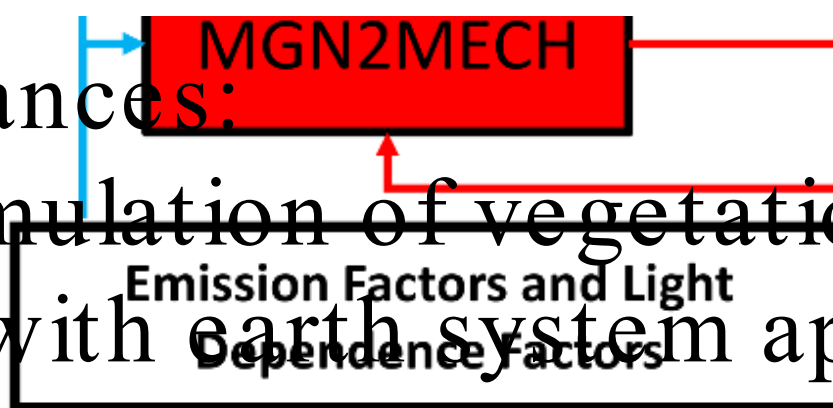 MGN2MECH
ances:
mulation of vegetatio
Emission Factors and Light
with earth system ap
Dependence Factors